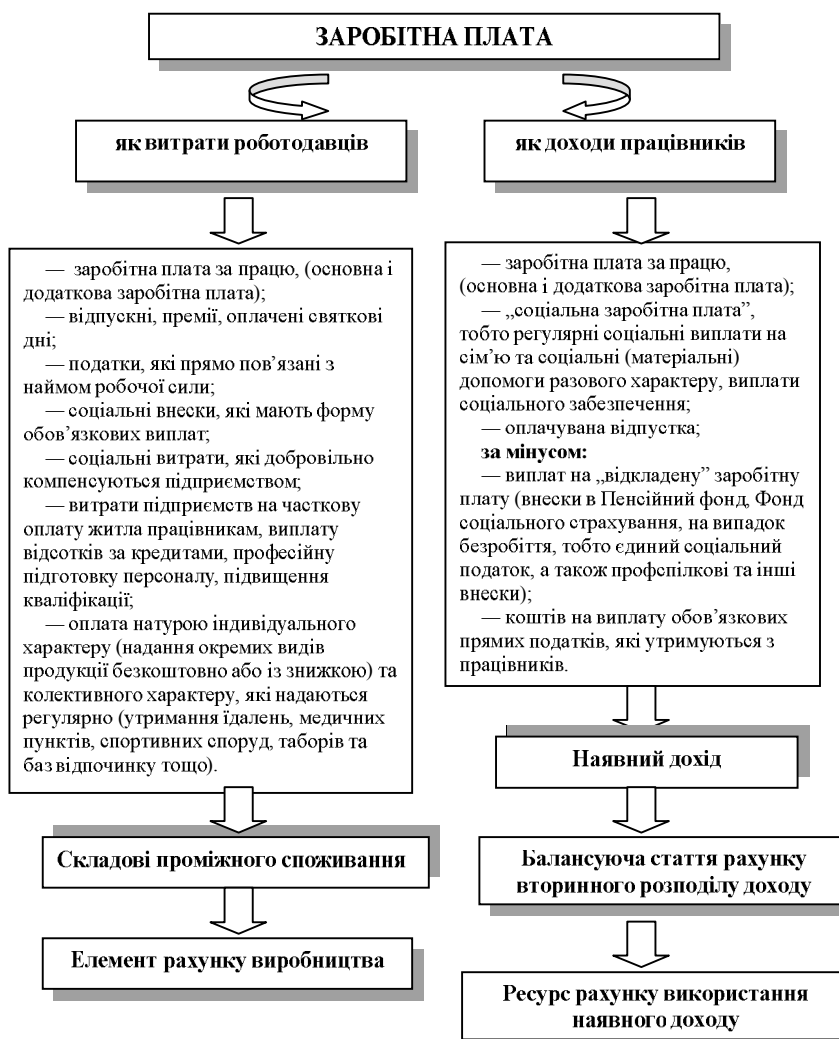 ЗАРОБІТНА ПЛАТА
як витрати роботодавців
— заробітна плата за працю, (основна і
додаткова заробітна плата);
— відпускні, премії, оплачені святкові
дні;
— податки, які прямо пов’язані з
наймом робочої сили;
— соціальні внески, які мають форму
обов’язкових виплат;
— соціальні витрати, які добровільно
компенсуються підприємством;
— витрати підприємств на часткову
оплату житла працівникам, виплату
відсотків за кредитами, професійну
підготовку персоналу, підвищення
кваліфікації;
— оплата натурою індивідуального
характеру (надання окремих видів
продукції безкоштовно або із знижкою) та
колективного характеру, які надаються
регулярно (утримання їдалень, медичних
пунктів, спортивних споруд, таборів та
баз відпочинку тощо).
Складові проміжного споживання
Елемент рахунку виробництва
як доходи працівників
— заробітна плата за працю,
(основна і додаткова заробітна плата);
— „соціальна заробітна плата”,
тобто регулярні соціальні виплати на
сім’ю та соціальні (матеріальні)
допомоги разового характеру, виплати
соціального забезпечення;
— оплачувана відпустка;
за мінусом:
— виплат на „відкладену” заробітну
плату (внески в Пенсійний фонд, Фонд
соціального страхування, на випадок
безробіття, тобто єдиний соціальний
податок, а також профспілкові та інші
внески);
— коштів на виплату обов’язкових
прямих податків, які утримуються з
працівників.
Наявний дохід
Балансуюча стаття рахунку
вторинного розподілу доходу
Ресурс рахунку використання
наявного доходу